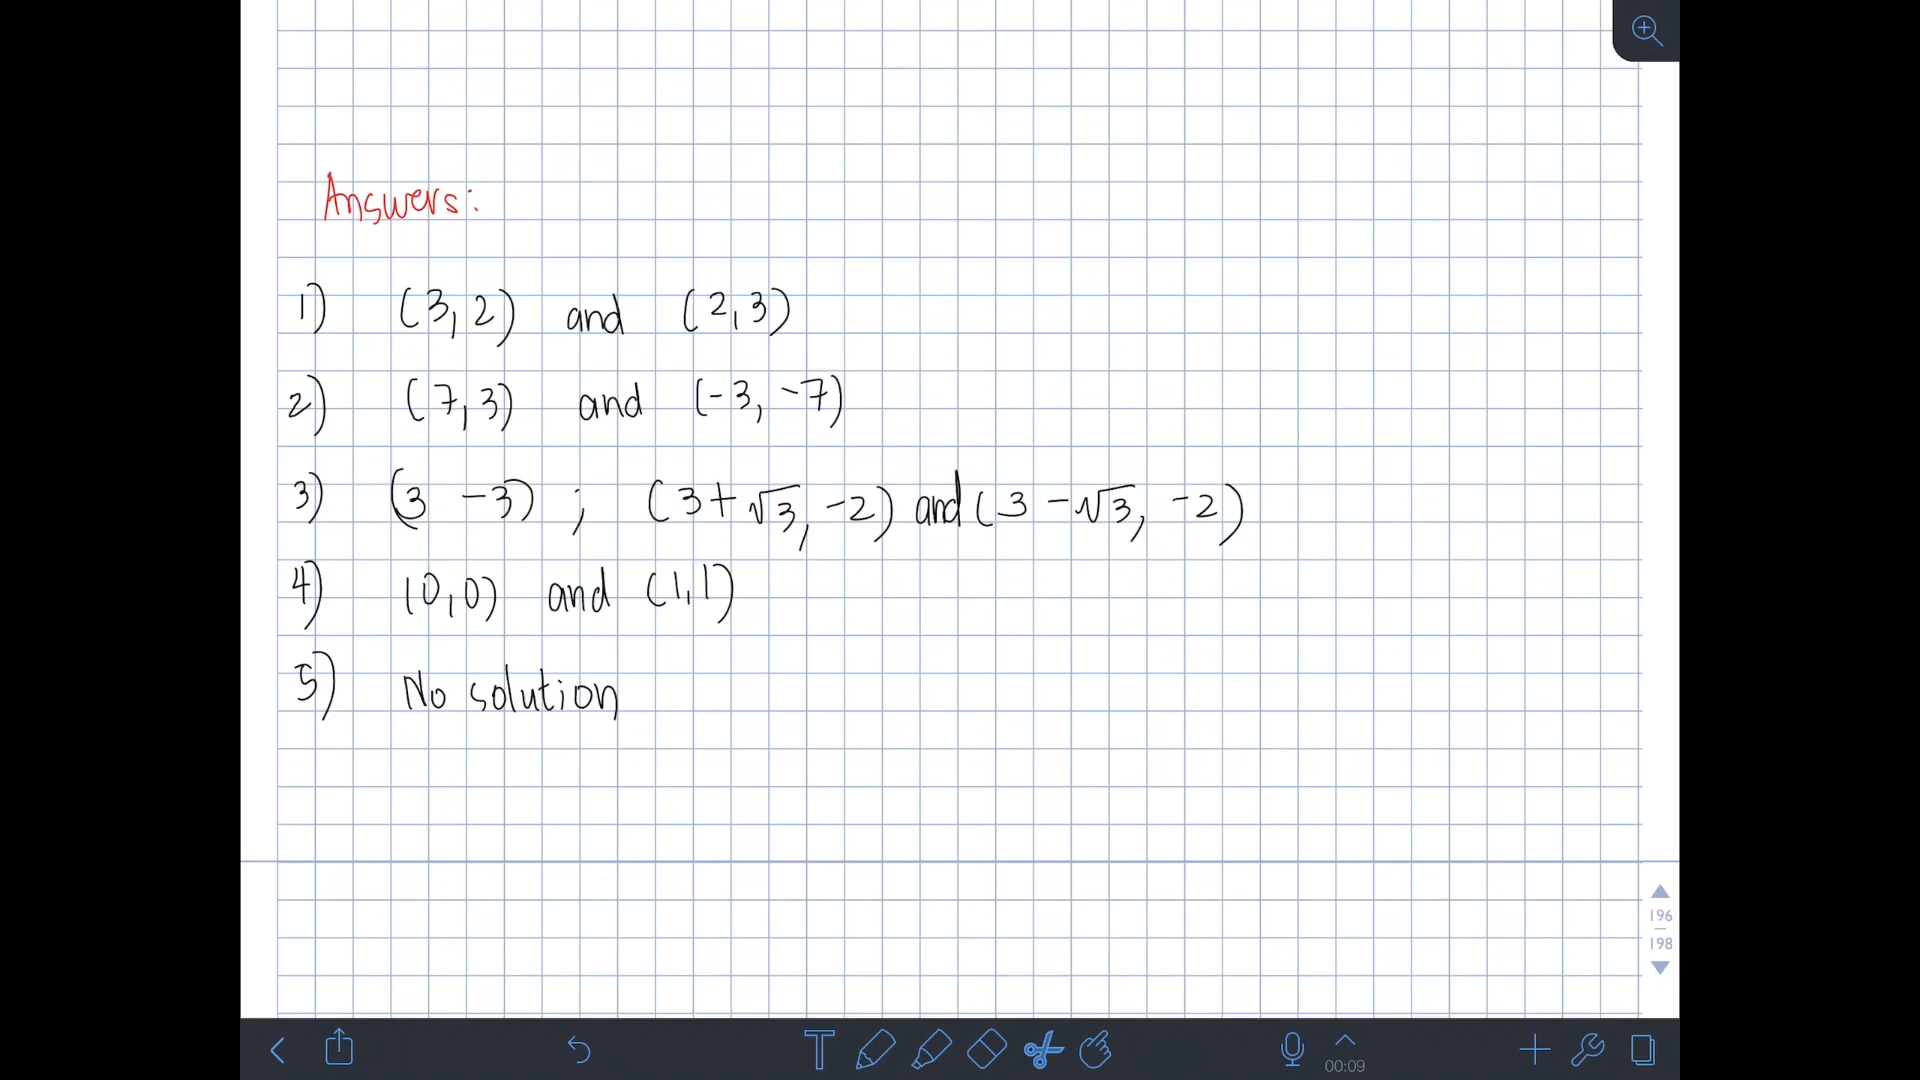 Answers:
1) (3, 2) and (2, 3)
2) (7, 3) and (-3, -7)
3) (3 -3) ; (3+√3, -2) and (3-√3, -2)
4) (0, 0) and (1, 1)
5) No solution
196
198
T
00:09